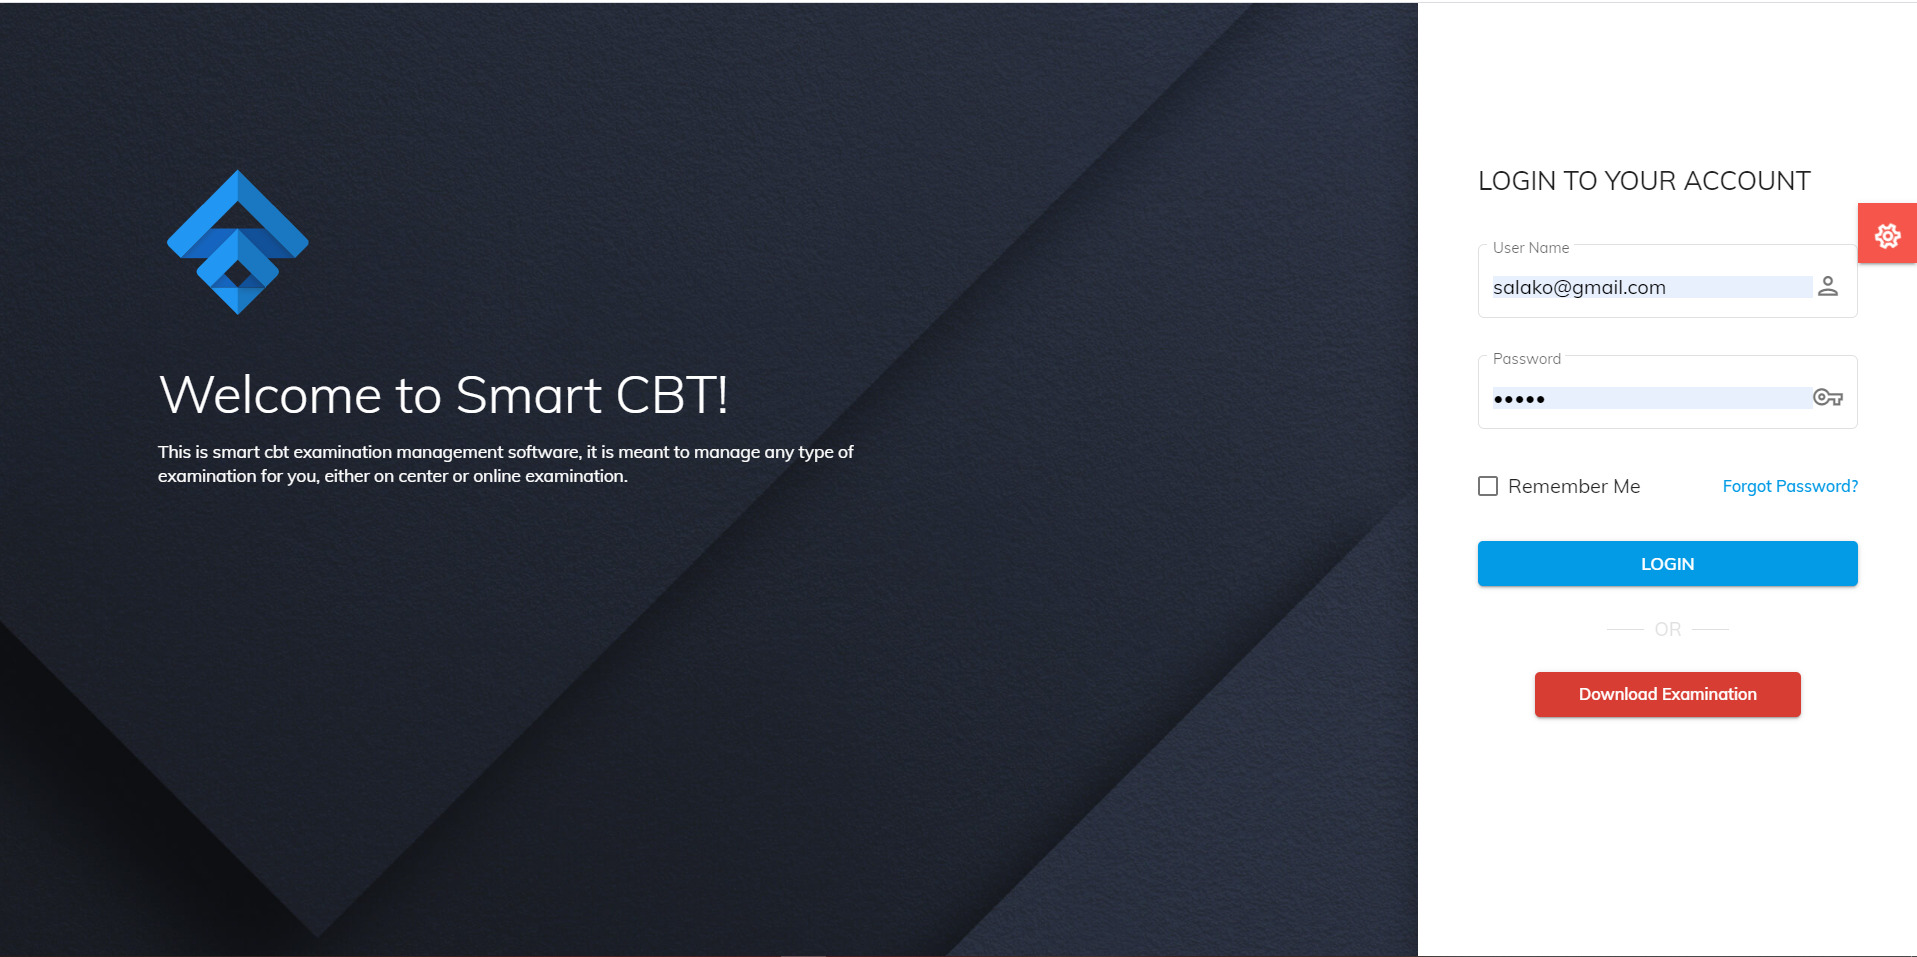 Welcome to Smart CBT!
This is smart cbt examination management software, it is meant to manage any type of
examination for you, either on center or online examination.
LOGIN TO YOUR ACCOUNT
User Name
salako@gmail.com
Password
•••••
Remember Me
Forgot Password?
LOGIN
OR
Download Examination